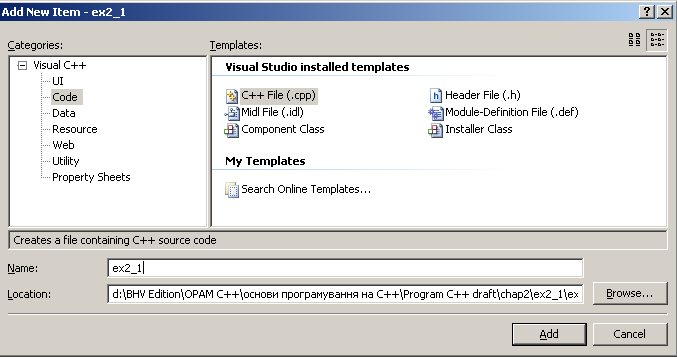 Add New Item - ex2_1
Categories: Templates:
Visual C++
UI
Code
Data
Resource
Web
Utility
Property Sheets
Visual Studio installed templates
C++ File (.cpp) Header File (.h)
Midl File (.idl) Module-Definition File (.def)
Component Class Installer Class
My Templates
Search Online Templates...
Creates a file containing C++ source code
Name: ex2_1
Location: d:\BHV Edition\OPAM C++\основи програмування на C++\Program C++ draft\chap2\ex2_1\ex Browse...
Add Cancel